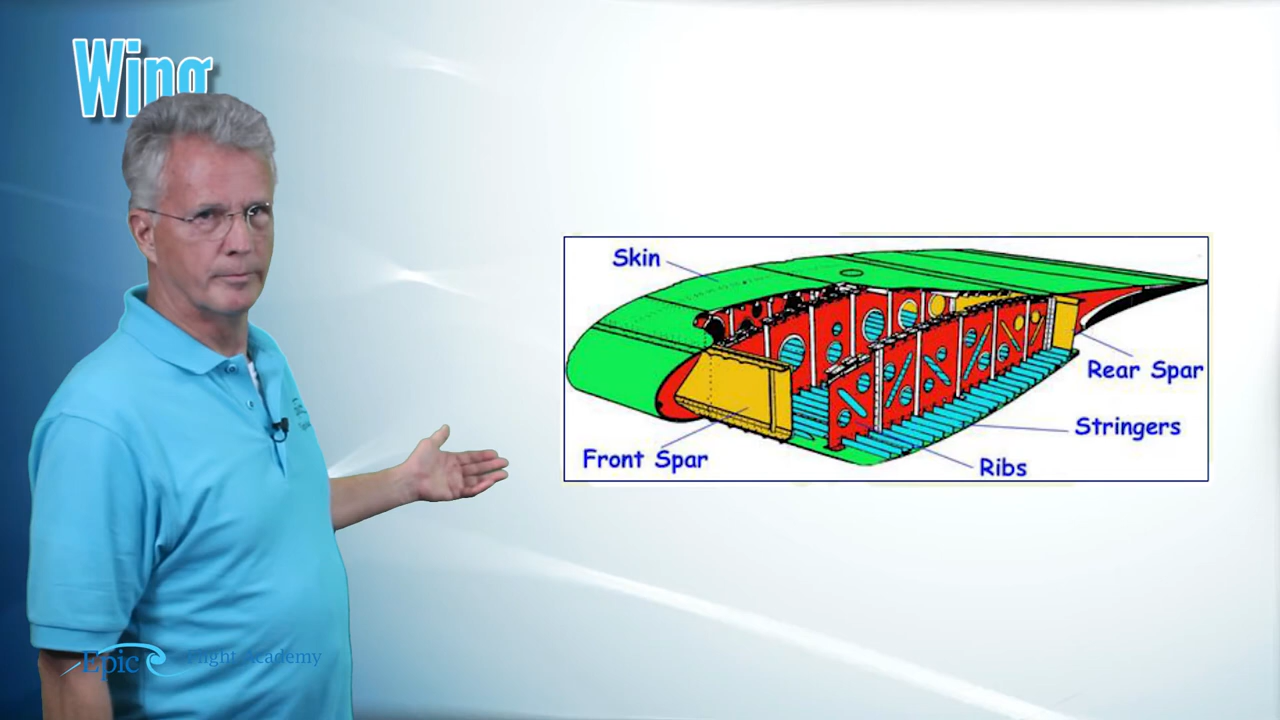 Wing
Skin
Rear Spar
Stringers
Front Spar
Ribs
Epic Flight Academy